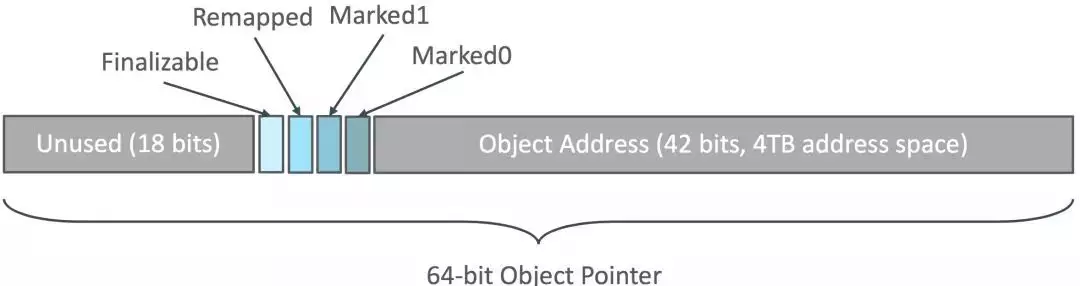 Remapped
Marked1
Finalizable
Marked0
Unused (18 bits)
Object Address (42 bits, 4TB address space)
64-bit Object Pointer